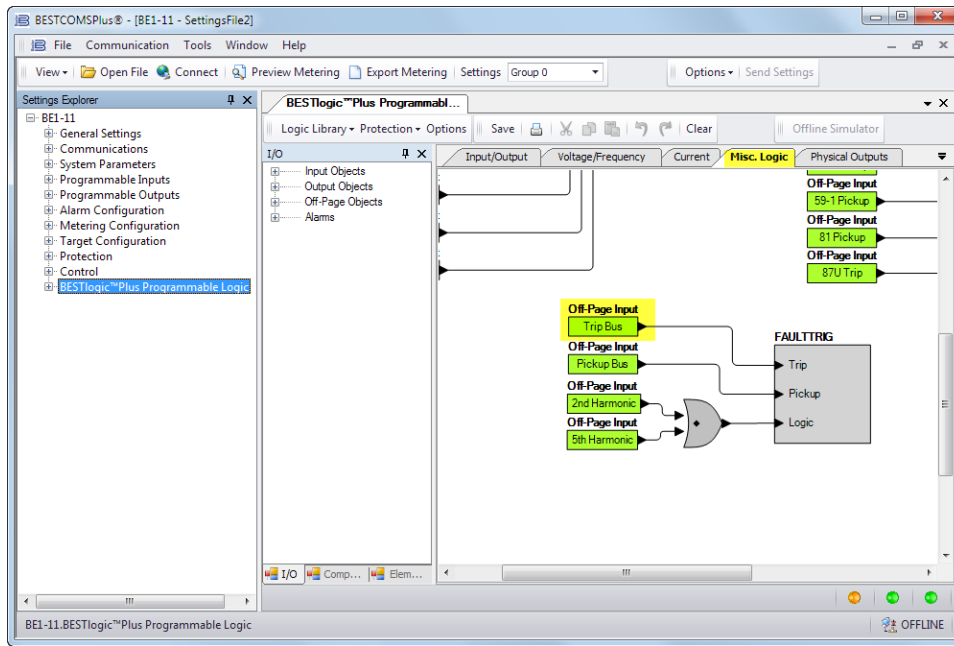 BESTCOMSPlus® - [BE1-11 - SettingsFile2]
File Communication Tools Window Help
View Open File Connect Preview Metering Export Metering Settings Group 0 Options Send Settings
Settings Explorer
BE1-11
General Settings
Communications
System Parameters
Programmable Inputs
Programmable Outputs
Alarm Configuration
Metering Configuration
Target Configuration
Protection
Control
BESTlogic™Plus Programmable Logic
BESTlogic™Plus Programmabl...
Logic Library Protection Options Save Clear Offline Simulator
I/O
Input Objects
Output Objects
Off-Page Objects
Alarms
I/O Comp... Elem...
Input/Output Voltage/Frequency Current Misc. Logic Physical Outputs
Off-Page Input
59-1 Pickup
Off-Page Input
81 Pickup
Off-Page Input
87U Trip
Off-Page Input
Trip Bus
Off-Page Input
Pickup Bus
Off-Page Input
2nd Harmonic
Off-Page Input
5th Harmonic
FAULTTRIG
Trip
Pickup
Logic
BE1-11.BESTlogic™Plus Programmable Logic OFFLINE